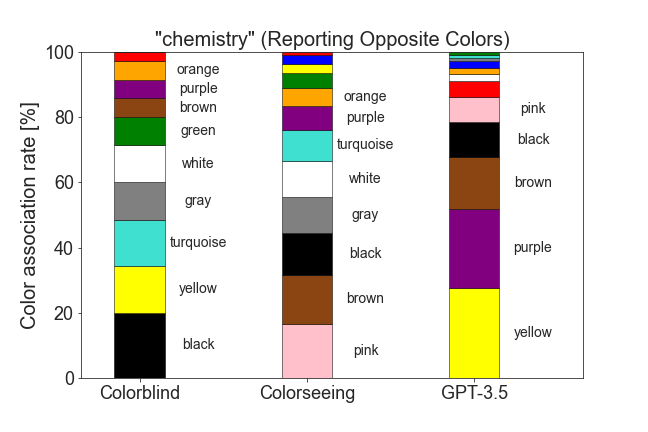 "chemistry" (Reporting Opposite Colors)
Color association rate [%]
100
80
60
40
20
0
orange
purple
brown
green
white
gray
turquoise
yellow
black
orange
purple
turquoise
white
gray
black
brown
pink
pink
black
brown
purple
yellow
Colorblind
Colorseeing
GPT-3.5